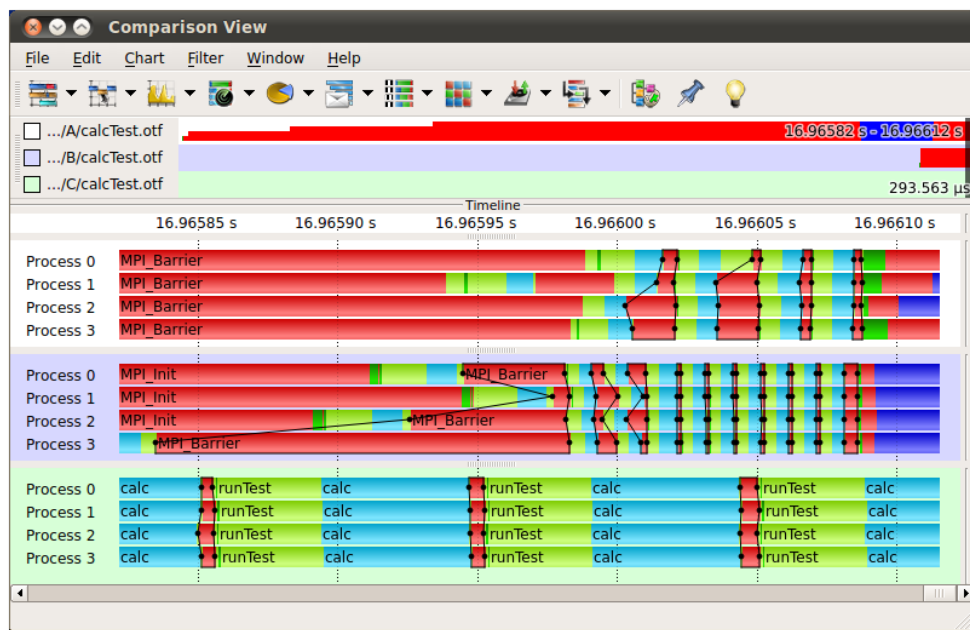 Comparison View
File Edit Chart Filter Window Help
.../A/calcTest.otf 16.96582 s - 16.96612 s
.../B/calcTest.otf
.../C/calcTest.otf 293.563 µs
Timeline
16.96585 s 16.96590 s 16.96595 s 16.96600 s 16.96605 s 16.96610 s
Process 0 MPI_Barrier
Process 1 MPI_Barrier
Process 2 MPI_Barrier
Process 3 MPI_Barrier
Process 0 MPI_Init MPI_Barrier
Process 1 MPI_Init
Process 2 MPI_Init MPI_Barrier
Process 3 MPI_Barrier
Process 0 calc runTest calc runTest calc runTest calc
Process 1 calc runTest calc runTest calc runTest calc
Process 2 calc runTest calc runTest calc runTest calc
Process 3 calc runTest calc runTest calc runTest calc